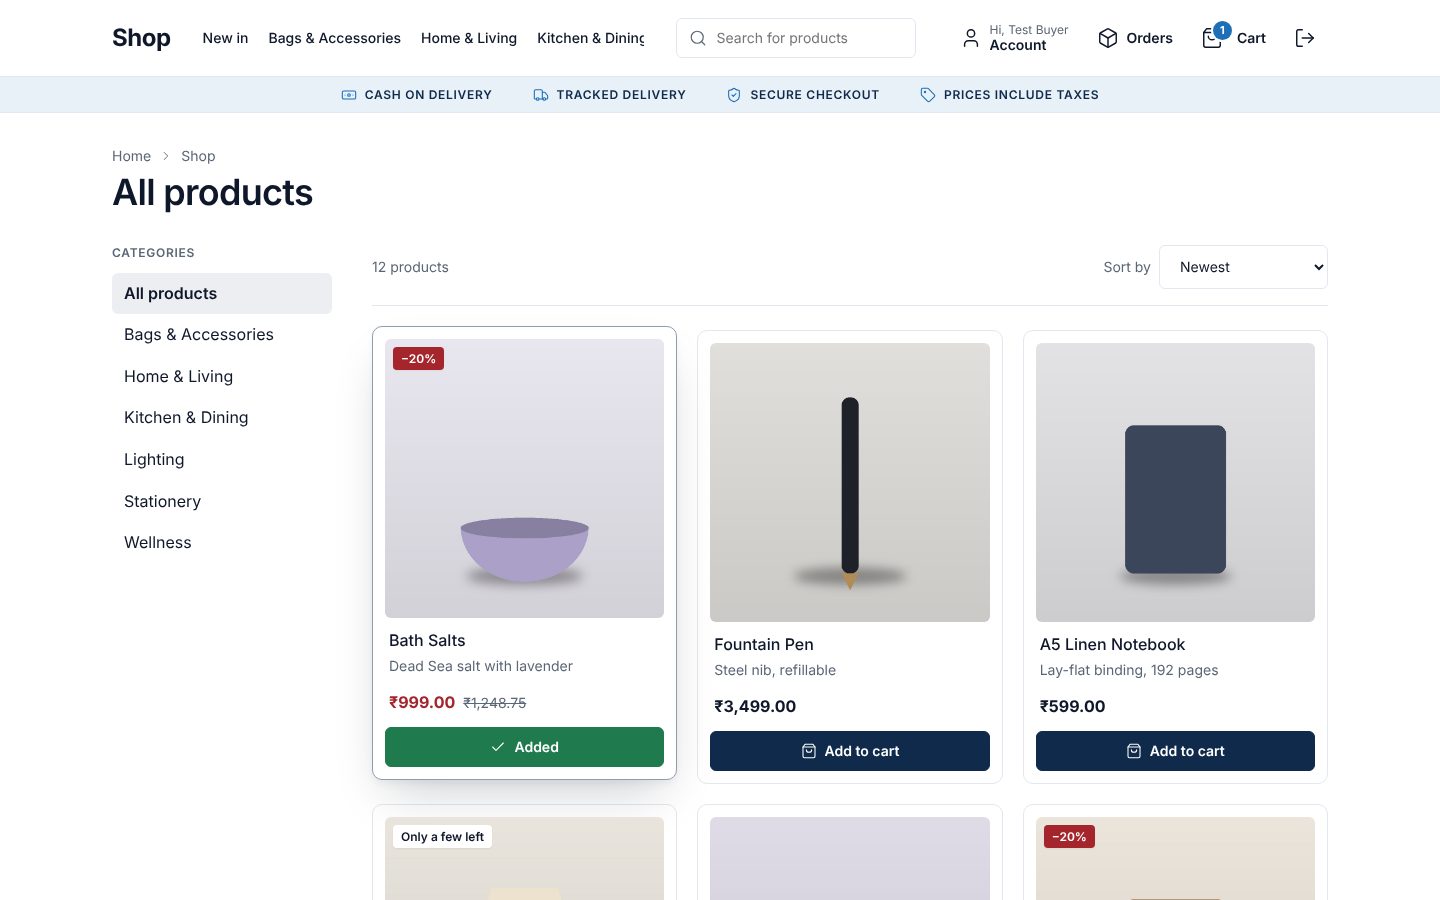 Shop
New in
Bags & Accessories
Home & Living
Kitchen & Dining
Search for products
Hi, Test Buyer
Account
Orders
1
Cart
CASH ON DELIVERY
TRACKED DELIVERY
SECURE CHECKOUT
PRICES INCLUDE TAXES
Home
Shop
All products
CATEGORIES
All products
Bags & Accessories
Home & Living
Kitchen & Dining
Lighting
Stationery
Wellness
12 products
Sort by
Newest
−20%
Bath Salts
Dead Sea salt with lavender
₹999.00 ₹1,248.75
Added
Fountain Pen
Steel nib, refillable
₹3,499.00
Add to cart
A5 Linen Notebook
Lay-flat binding, 192 pages
₹599.00
Add to cart
Only a few left
−20%